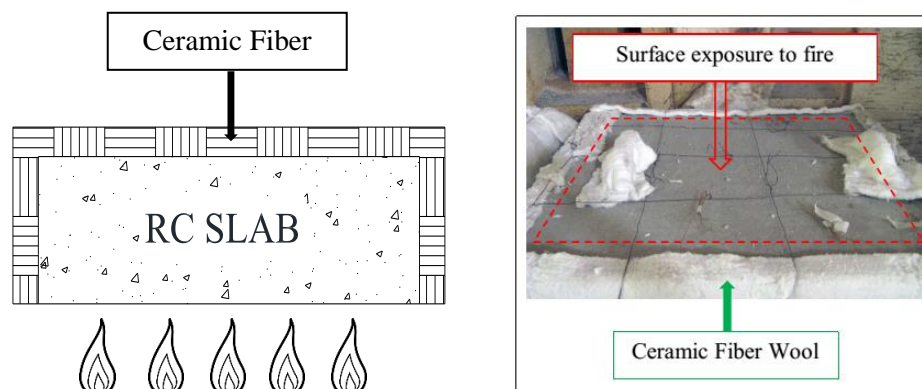 Ceramic Fiber
RC SLAB
Surface exposure to fire
Ceramic Fiber Wool